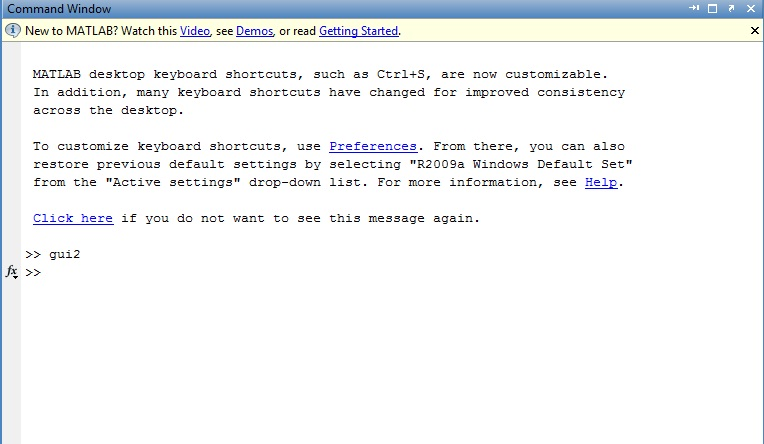 Command Window
New to MATLAB? Watch this Video, see Demos, or read Getting Started.
MATLAB desktop keyboard shortcuts, such as Ctrl+S, are now customizable.
In addition, many keyboard shortcuts have changed for improved consistency
across the desktop.
To customize keyboard shortcuts, use Preferences. From there, you can also
restore previous default settings by selecting "R2009a Windows Default Set"
from the "Active settings" drop-down list. For more information, see Help.
Click here if you do not want to see this message again.
>> gui2
fx >>